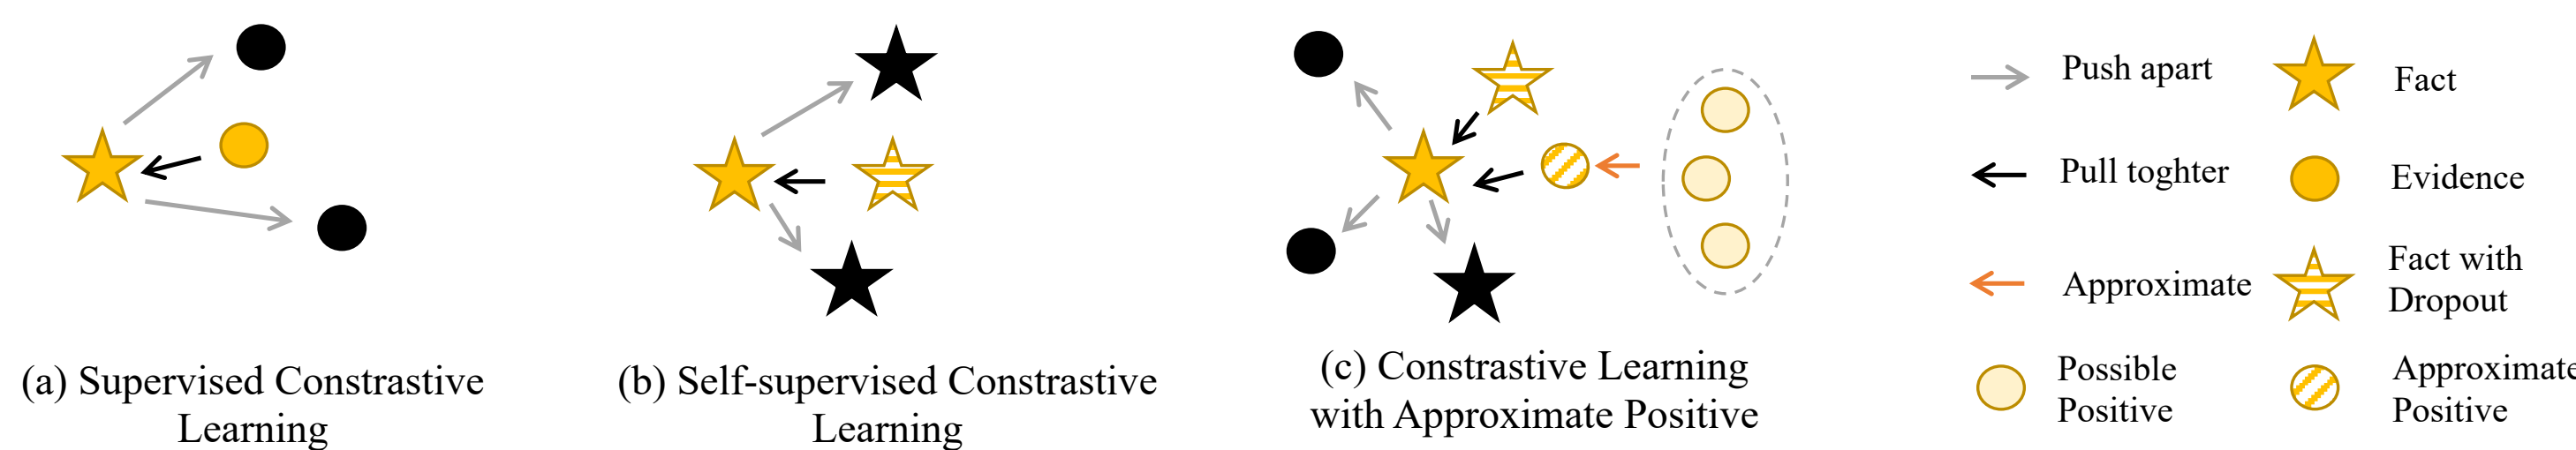 (a) Supervised Constrastive
Learning
(b) Self-supervised Constrastive
Learning
(c) Constrastive Learning
with Approximate Positive
Push apart
Fact
Pull toghter
Evidence
Approximate
Fact with
Dropout
Possible
Positive
Approximate
Positive